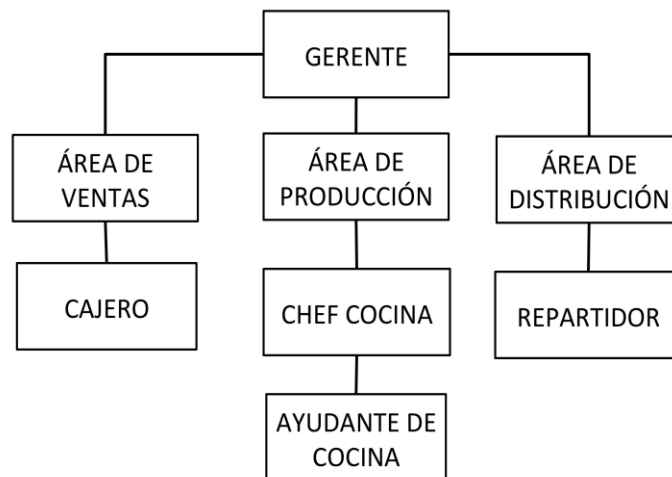 GERENTE
ÁREA DE
VENTAS
ÁREA DE
PRODUCCIÓN
ÁREA DE
DISTRIBUCIÓN
CAJERO
CHEF COCINA
REPARTIDOR
AYUDANTE DE
COCINA